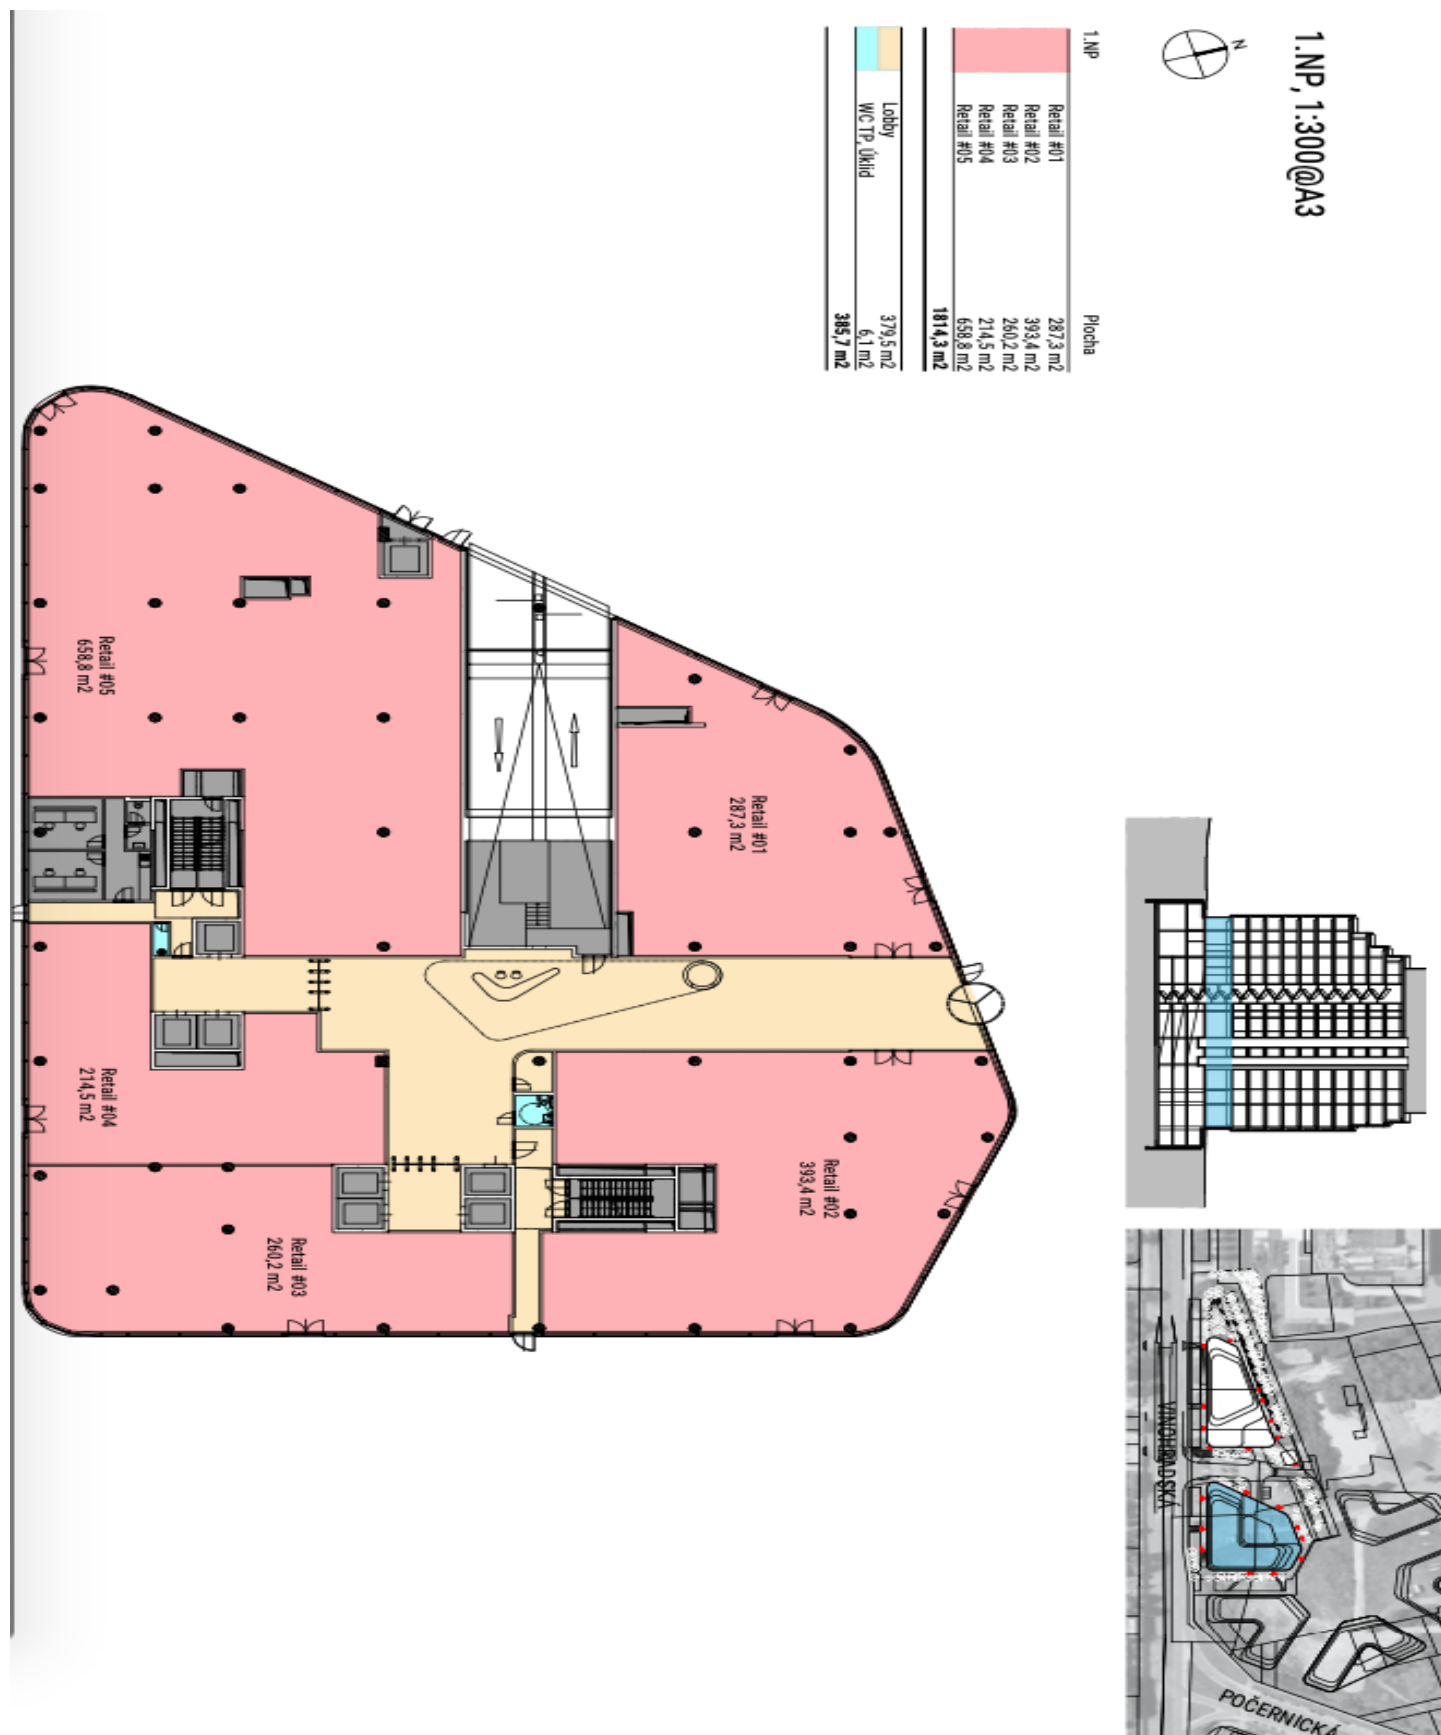 1.NP, 1:300@A3
N
1.NP Plocha
Retail #01 287,3 m2
Retail #02 393,4 m2
Retail #03 260,2 m2
Retail #04 214,5 m2
Retail #05 658,8 m2
1814,3 m2
Lobby 379,5 m2
WC TP, Úklid 6,1 m2
385,7 m2
Retail #05
658,8 m2
Retail #01
287,3 m2
Retail #04
214,5 m2
Retail #02
393,4 m2
Retail #03
260,2 m2
VINOHRADSKÁ
POČERNICKÁ